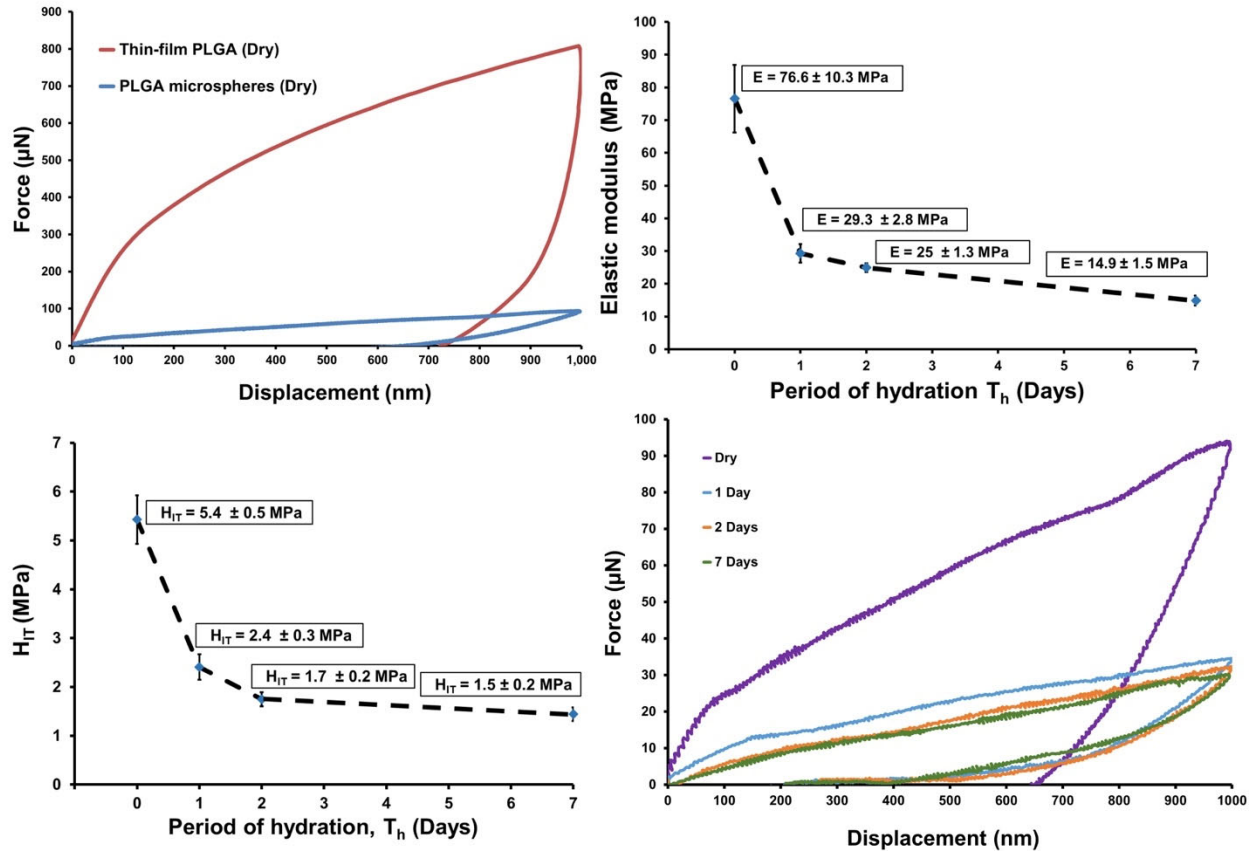 900
800
700
600
500
400
300
200
100
0
Force (µN)
Thin-film PLGA (Dry)
PLGA microspheres (Dry)
0 100 200 300 400 500 600 700 800 900 1,000
Displacement (nm)
100
90
80
70
60
50
40
30
20
10
0
Elastic modulus (MPa)
E = 76.6 ± 10.3 MPa
E = 29.3 ± 2.8 MPa
E = 25 ± 1.3 MPa
E = 14.9 ± 1.5 MPa
0 1 2 3 4 5 6 7
Period of hydration Th (Days)
7
6
5
4
3
2
1
0
HIT (MPa)
HIT = 5.4 ± 0.5 MPa
HIT = 2.4 ± 0.3 MPa
HIT = 1.7 ± 0.2 MPa
HIT = 1.5 ± 0.2 MPa
0 1 2 3 4 5 6 7
Period of hydration, Th (Days)
100
90
80
70
60
50
40
30
20
10
0
Force (µN)
Dry
1 Day
2 Days
7 Days
0 100 200 300 400 500 600 700 800 900 1000
Displacement (nm)